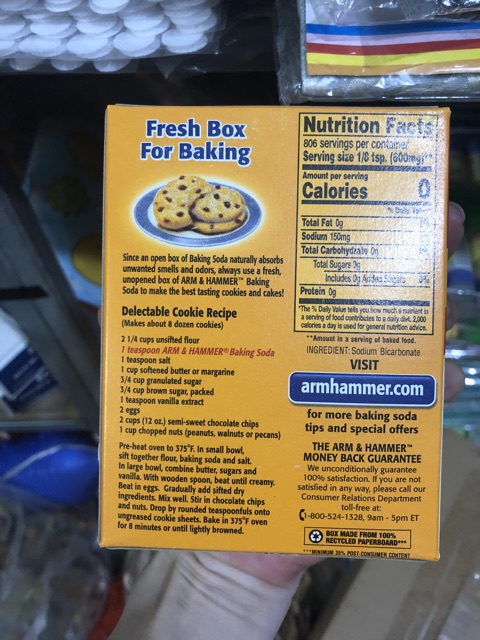 Fresh Box
For Baking
Since an open box of Baking Soda naturally absorbs
unwanted smells and odors, always use a fresh,
unopened box of ARM & HAMMER™ Baking
Soda to make the best tasting cookies and cakes!
Delectable Cookie Recipe
(Makes about 8 dozen cookies)
2 1/4 cups unsifted flour
1 teaspoon ARM & HAMMER® Baking Soda
1 teaspoon salt
1 cup softened butter or margarine
3/4 cup granulated sugar
3/4 cup brown sugar, packed
1 teaspoon vanilla extract
2 eggs
2 cups (12 oz.) semi-sweet chocolate chips
1 cup chopped nuts (peanuts, walnuts or pecans)
Pre-heat oven to 375°F. In small bowl,
sift together flour, baking soda and salt.
In large bowl, combine butter, sugars and
vanilla. With wooden spoon, beat until creamy.
Beat in eggs. Gradually add sifted dry
ingredients. Mix well. Stir in chocolate chips
and nuts. Drop by rounded teaspoonfuls onto
ungreased cookie sheets. Bake in 375°F oven
for 8 minutes or until lightly browned.
Nutrition Facts
806 servings per container
Serving size 1/8 tsp. (600mg)**
Amount per serving
Calories 0
% Daily Value*
Total Fat 0g
Sodium 150mg
Total Carbohydrate 0g
Total Sugars 0g
Includes 0g Added Sugars 0%
Protein 0g
*The % Daily Value tells you how much a nutrient in
a serving of food contributes to a daily diet. 2,000
calories a day is used for general nutrition advice.
**Amount in a serving of baked food.
INGREDIENT: Sodium Bicarbonate
VISIT
armhammer.com
for more baking soda
tips and special offers
THE ARM & HAMMER™
MONEY BACK GUARANTEE
We unconditionally guarantee
100% satisfaction. If you are not
satisfied in any way, please call our
Consumer Relations Department
toll-free at:
1-800-524-1328, 9am - 5pm ET
BOX MADE FROM 100%
RECYCLED PAPERBOARD***
***MINIMUM 35% POST-CONSUMER CONTENT